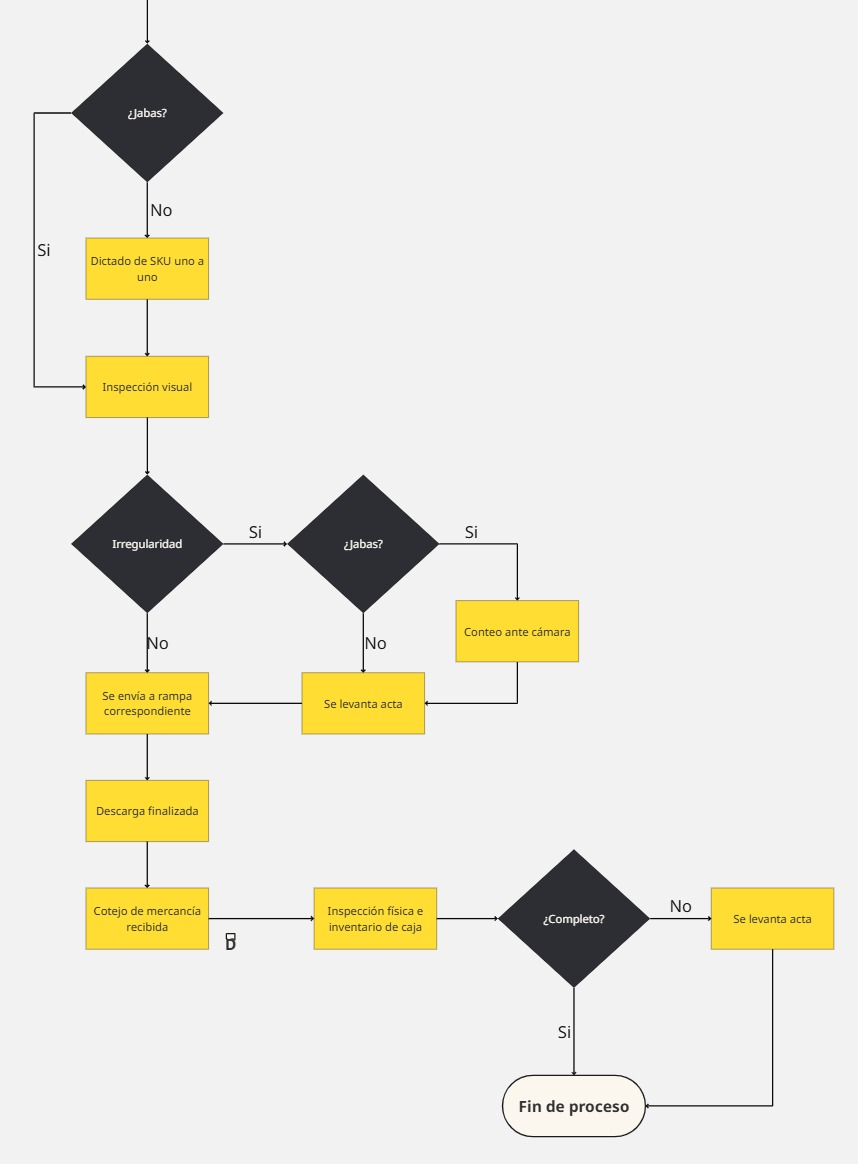 ¿Jabas?
No
Si
Dictado de SKU uno a
uno
Inspección visual
Irregularidad
Si
¿Jabas?
Si
Conteo ante cámara
No
No
Se envía a rampa
correspondiente
Se levanta acta
Descarga finalizada
Cotejo de mercancía
recibida
Inspección física e
inventario de caja
¿Completo?
No
Se levanta acta
Si
Fin de proceso